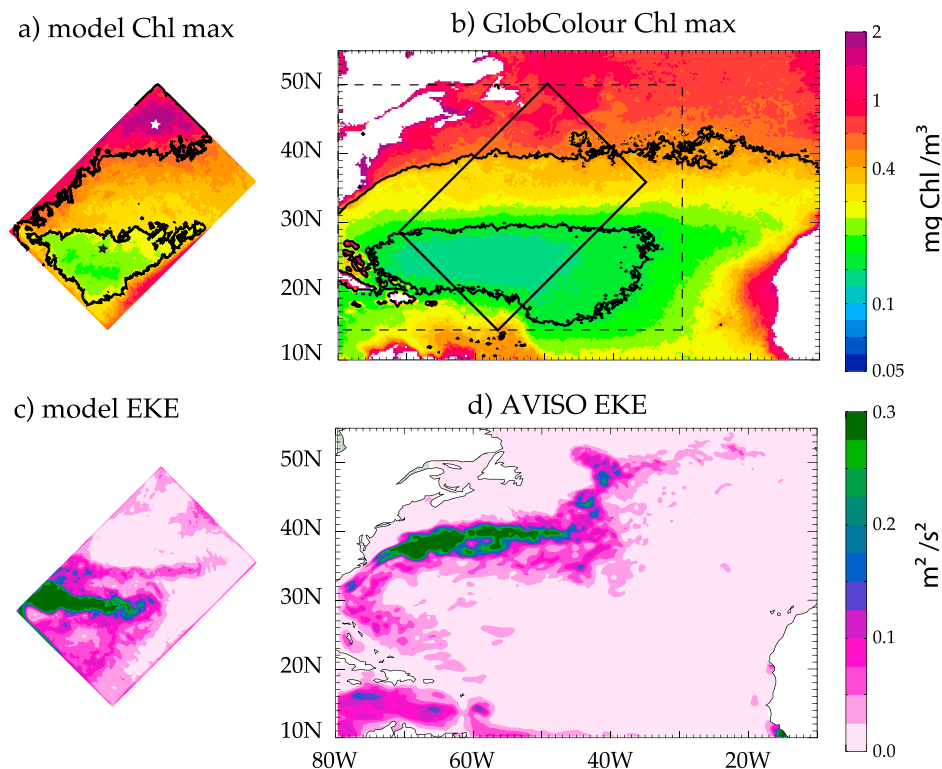 a) model Chl max
b) GlobColour Chl max
50N
40N
30N
20N
10N
2
1
0.4
0.1
0.05
mg Chl /m³
c) model EKE
d) AVISO EKE
50N
40N
30N
20N
10N
80W
60W
40W
20W
0.3
0.2
0.1
0.0
m² /s²